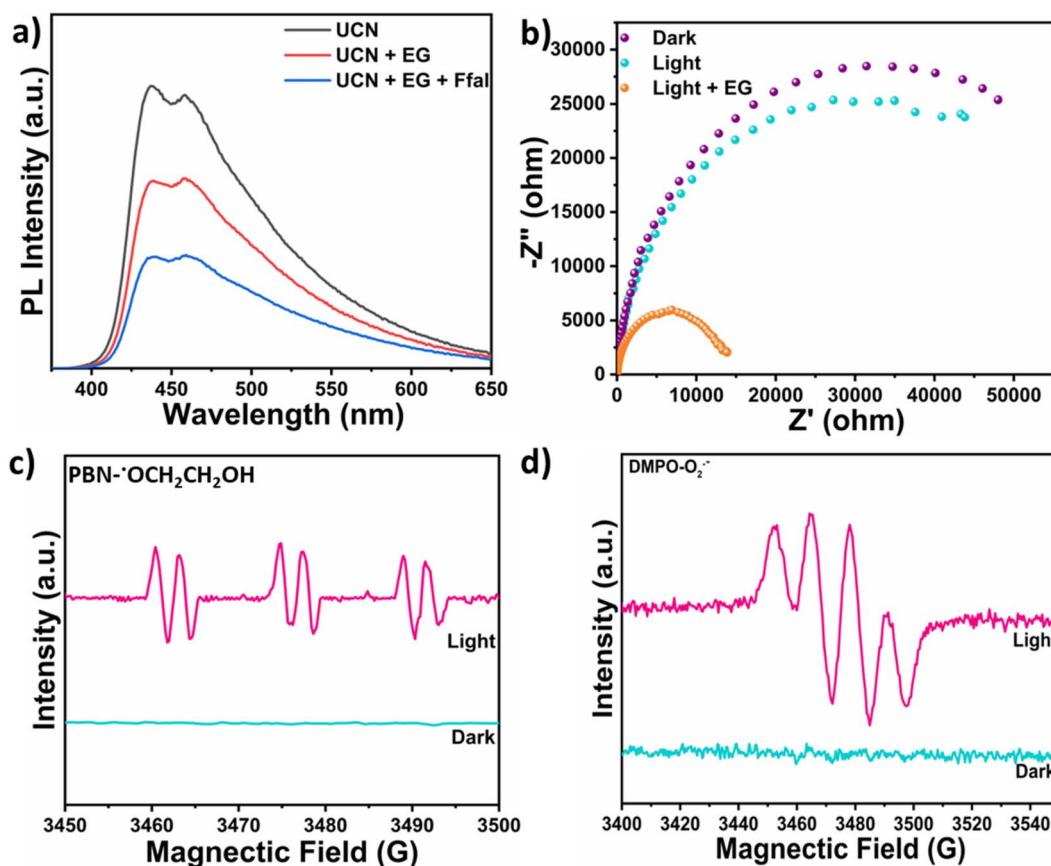 a)
UCN
UCN + EG
UCN + EG + Ffal
PL Intensity (a.u.)
400 450 500 550 600 650
Wavelength (nm)
b)
Dark
Light
Light + EG
30000
25000
20000
15000
10000
5000
0
-Z'' (ohm)
0 10000 20000 30000 40000 50000
Z' (ohm)
c)
PBN-˙OCH₂CH₂OH
Intensity (a.u.)
Light
Dark
3450 3460 3470 3480 3490 3500
Magnectic Field (G)
d)
DMPO-O₂˙⁻
Intensity (a.u.)
Light
Dark
3400 3420 3440 3460 3480 3500 3520 3540
Magnectic Field (G)